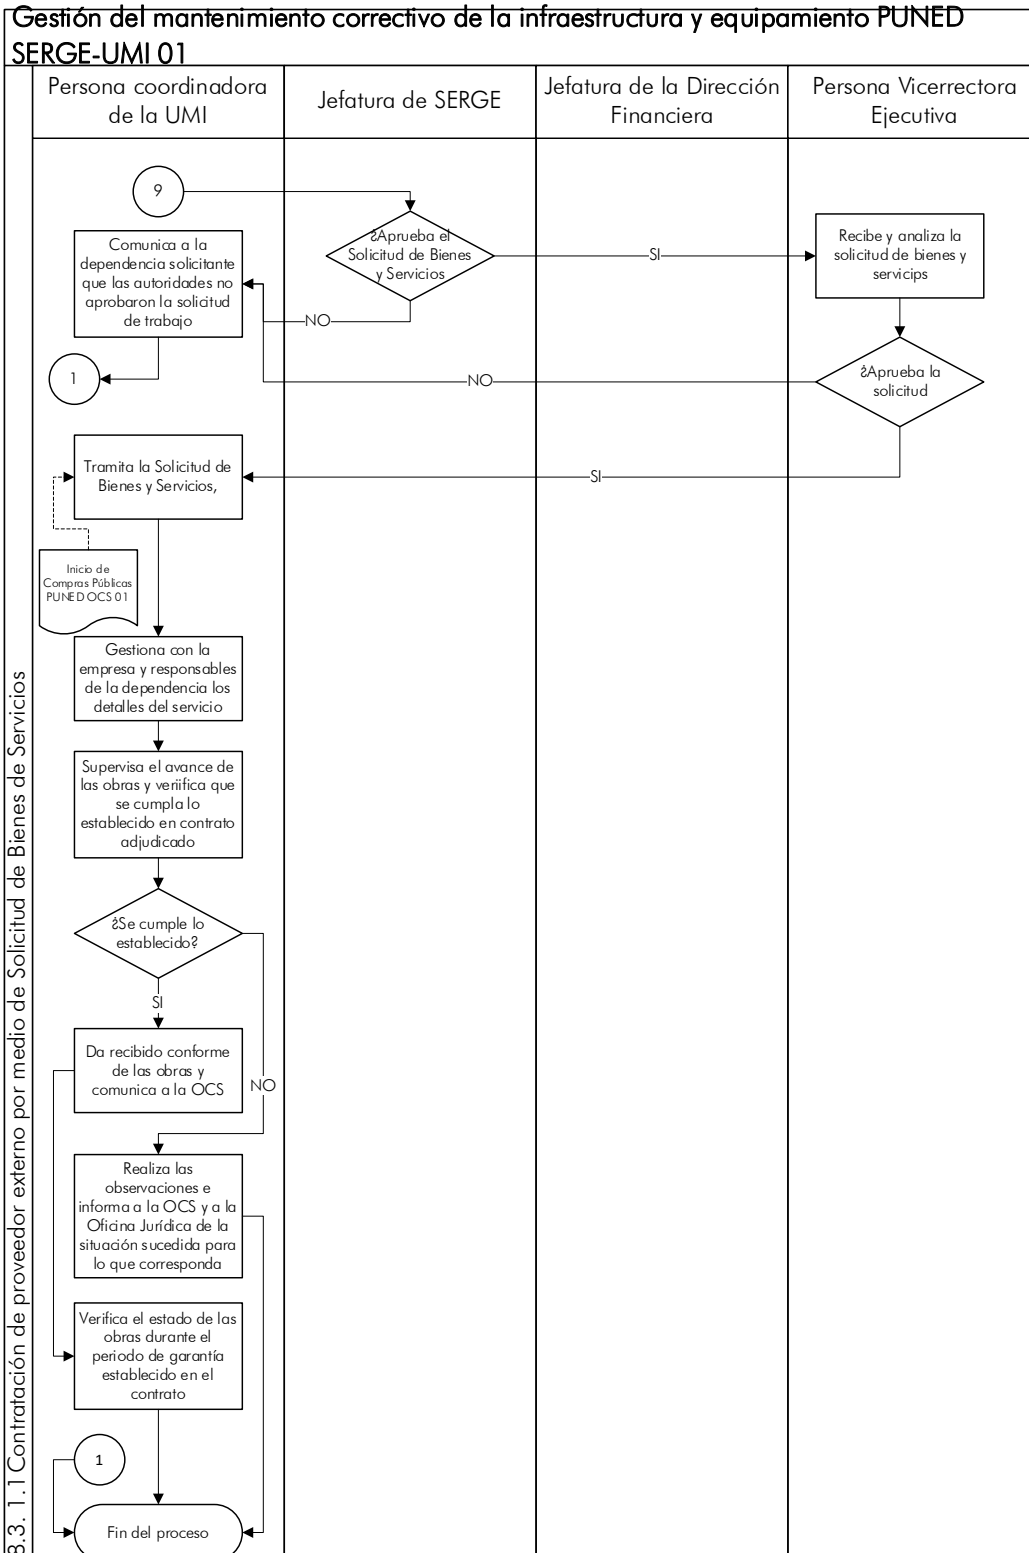 Gestión del mantenimiento correctivo de la infraestructura y equipamiento PUNED
SERGE-UMI 01
Persona coordinadora
de la UMI
Jefatura de SERGE
Jefatura de la Dirección
Financiera
Persona Vicerrectora
Ejecutiva
9
¿Aprueba el
Solicitud de Bienes
y Servicios
SI
Recibe y analiza la
solicitud de bienes y
servicips
Comunica a la
dependencia solicitante
que las autoridades no
aprobaron la solicitud
de trabajo
NO
1
NO
¿Aprueba la
solicitud
Tramita la Solicitud de
Bienes y Servicios,
SI
Inicio de
Compras Públicas
PUNED OCS 01
Gestiona con la
empresa y responsables
de la dependencia los
detalles del servicio
Supervisa el avance de
las obras y veriifica que
se cumpla lo
establecido en contrato
adjudicado
¿Se cumple lo
establecido?
SI
Da recibido conforme
de las obras y
comunica a la OCS
NO
Realiza las
observaciones e
informa a la OCS y a la
Oficina Jurídica de la
situación sucedida para
lo que corresponda
Verifica el estado de las
obras durante el
periodo de garantía
establecido en el
contrato
1
Fin del proceso
8.3. 1.1 Contratación de proveedor externo por medio de Solicitud de Bienes de Servicios